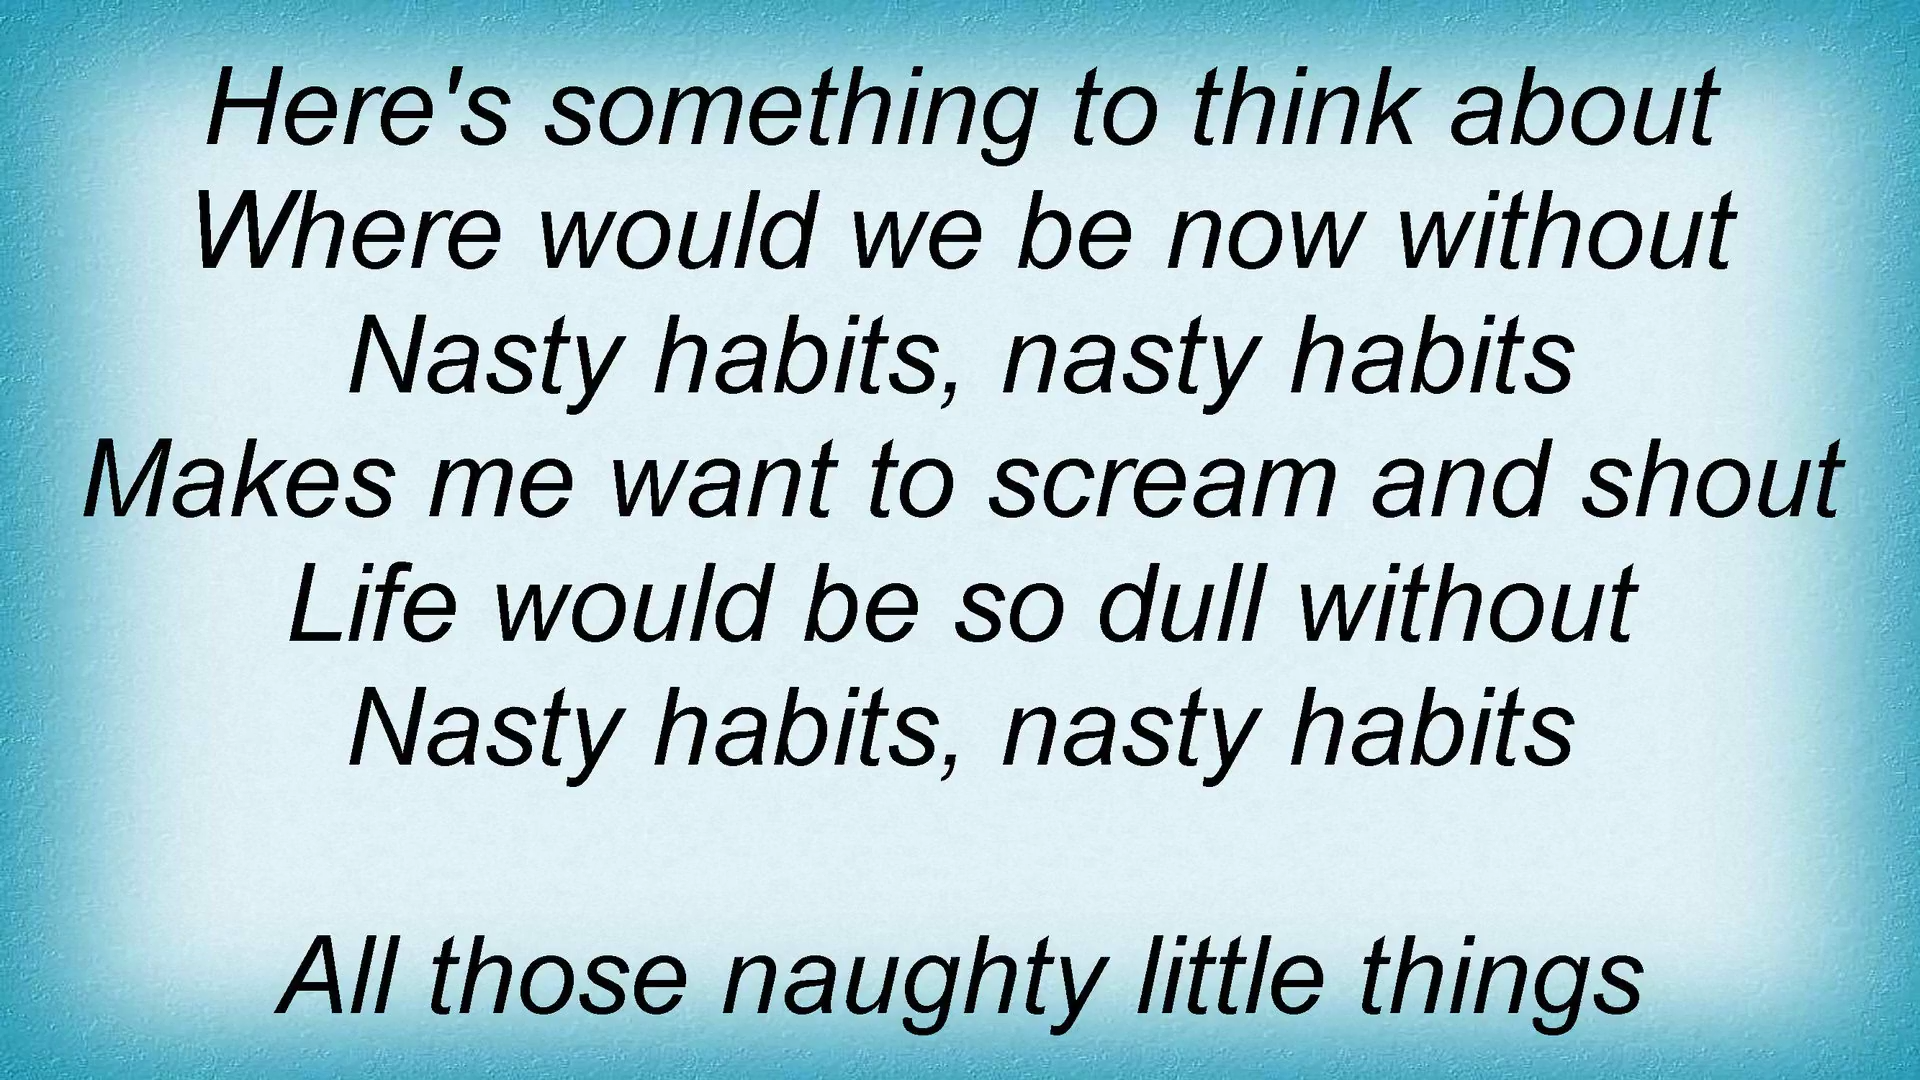 Here's something to think about
Where would we be now without
Nasty habits, nasty habits
Makes me want to scream and shout
Life would be so dull without
Nasty habits, nasty habits
All those naughty little things